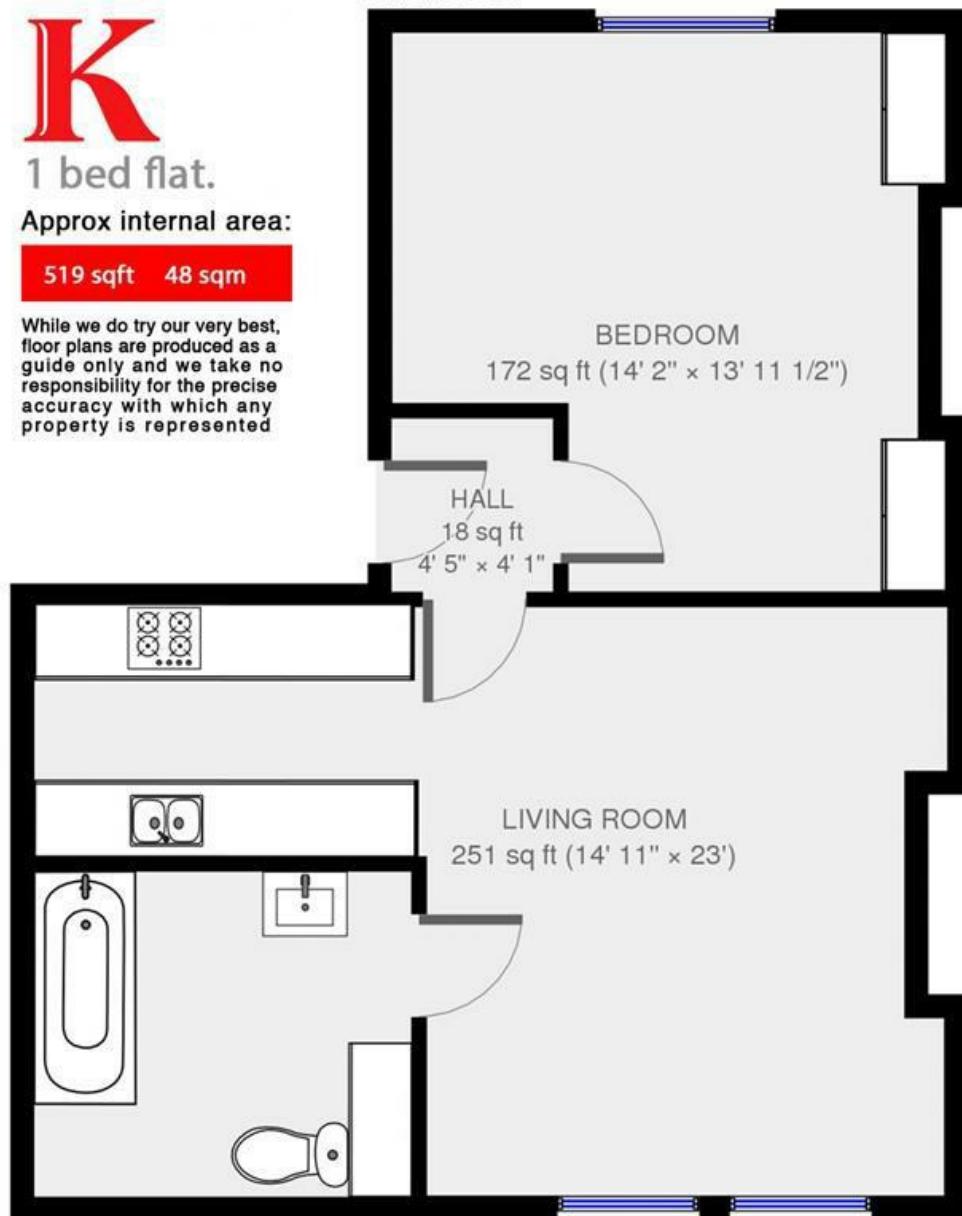 K
1 bed flat.
Approx internal area:
519 sqft 48 sqm
While we do try our very best,
floor plans are produced as a
guide only and we take no
responsibility for the precise
accuracy with which any
property is represented
BEDROOM
172 sq ft (14' 2" × 13' 11 1/2")
HALL
18 sq ft
4' 5" × 4' 1"
LIVING ROOM
251 sq ft (14' 11" × 23')